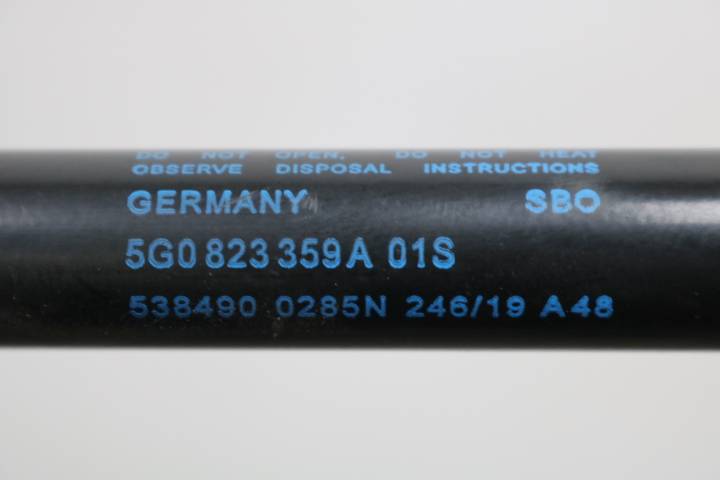 DO NOT OPEN, DO NOT HEAT
OBSERVE DISPOSAL INSTRUCTIONS
GERMANY SBO
5G0 823 359A 01S
538490 0285N 246/19 A48